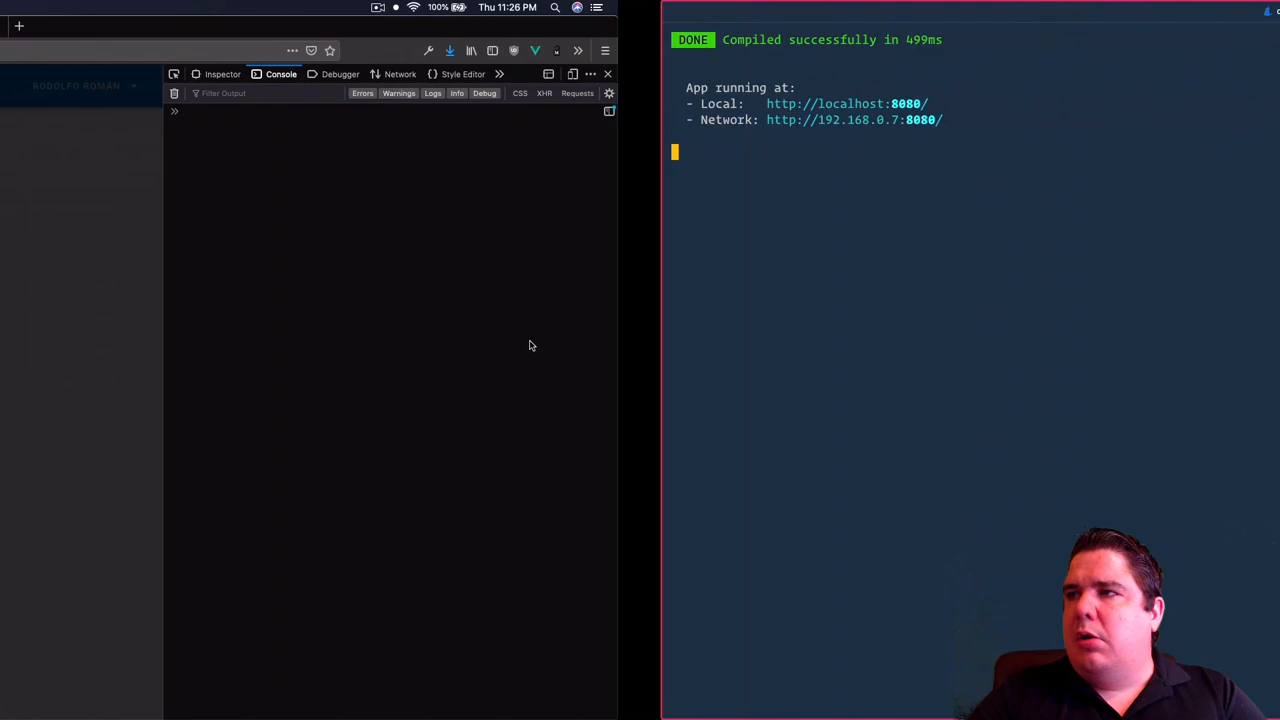 100% Thu 11:26 PM
RODOLFO ROMÁN
Inspector Console Debugger Network Style Editor
Filter Output Errors Warnings Logs Info Debug CSS XHR Requests
DONE Compiled successfully in 499ms
App running at:
- Local: http://localhost:8080/
- Network: http://192.168.0.7:8080/